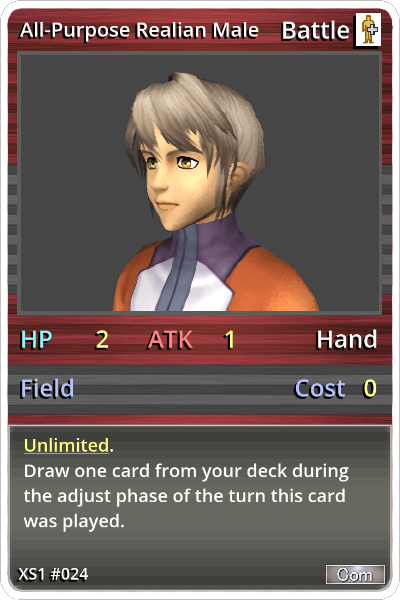 All-Purpose Realian Male Battle
HP 2 ATK 1 Hand
Field Cost 0
Unlimited.
Draw one card from your deck during
the adjust phase of the turn this card
was played.
XS1 #024 Com